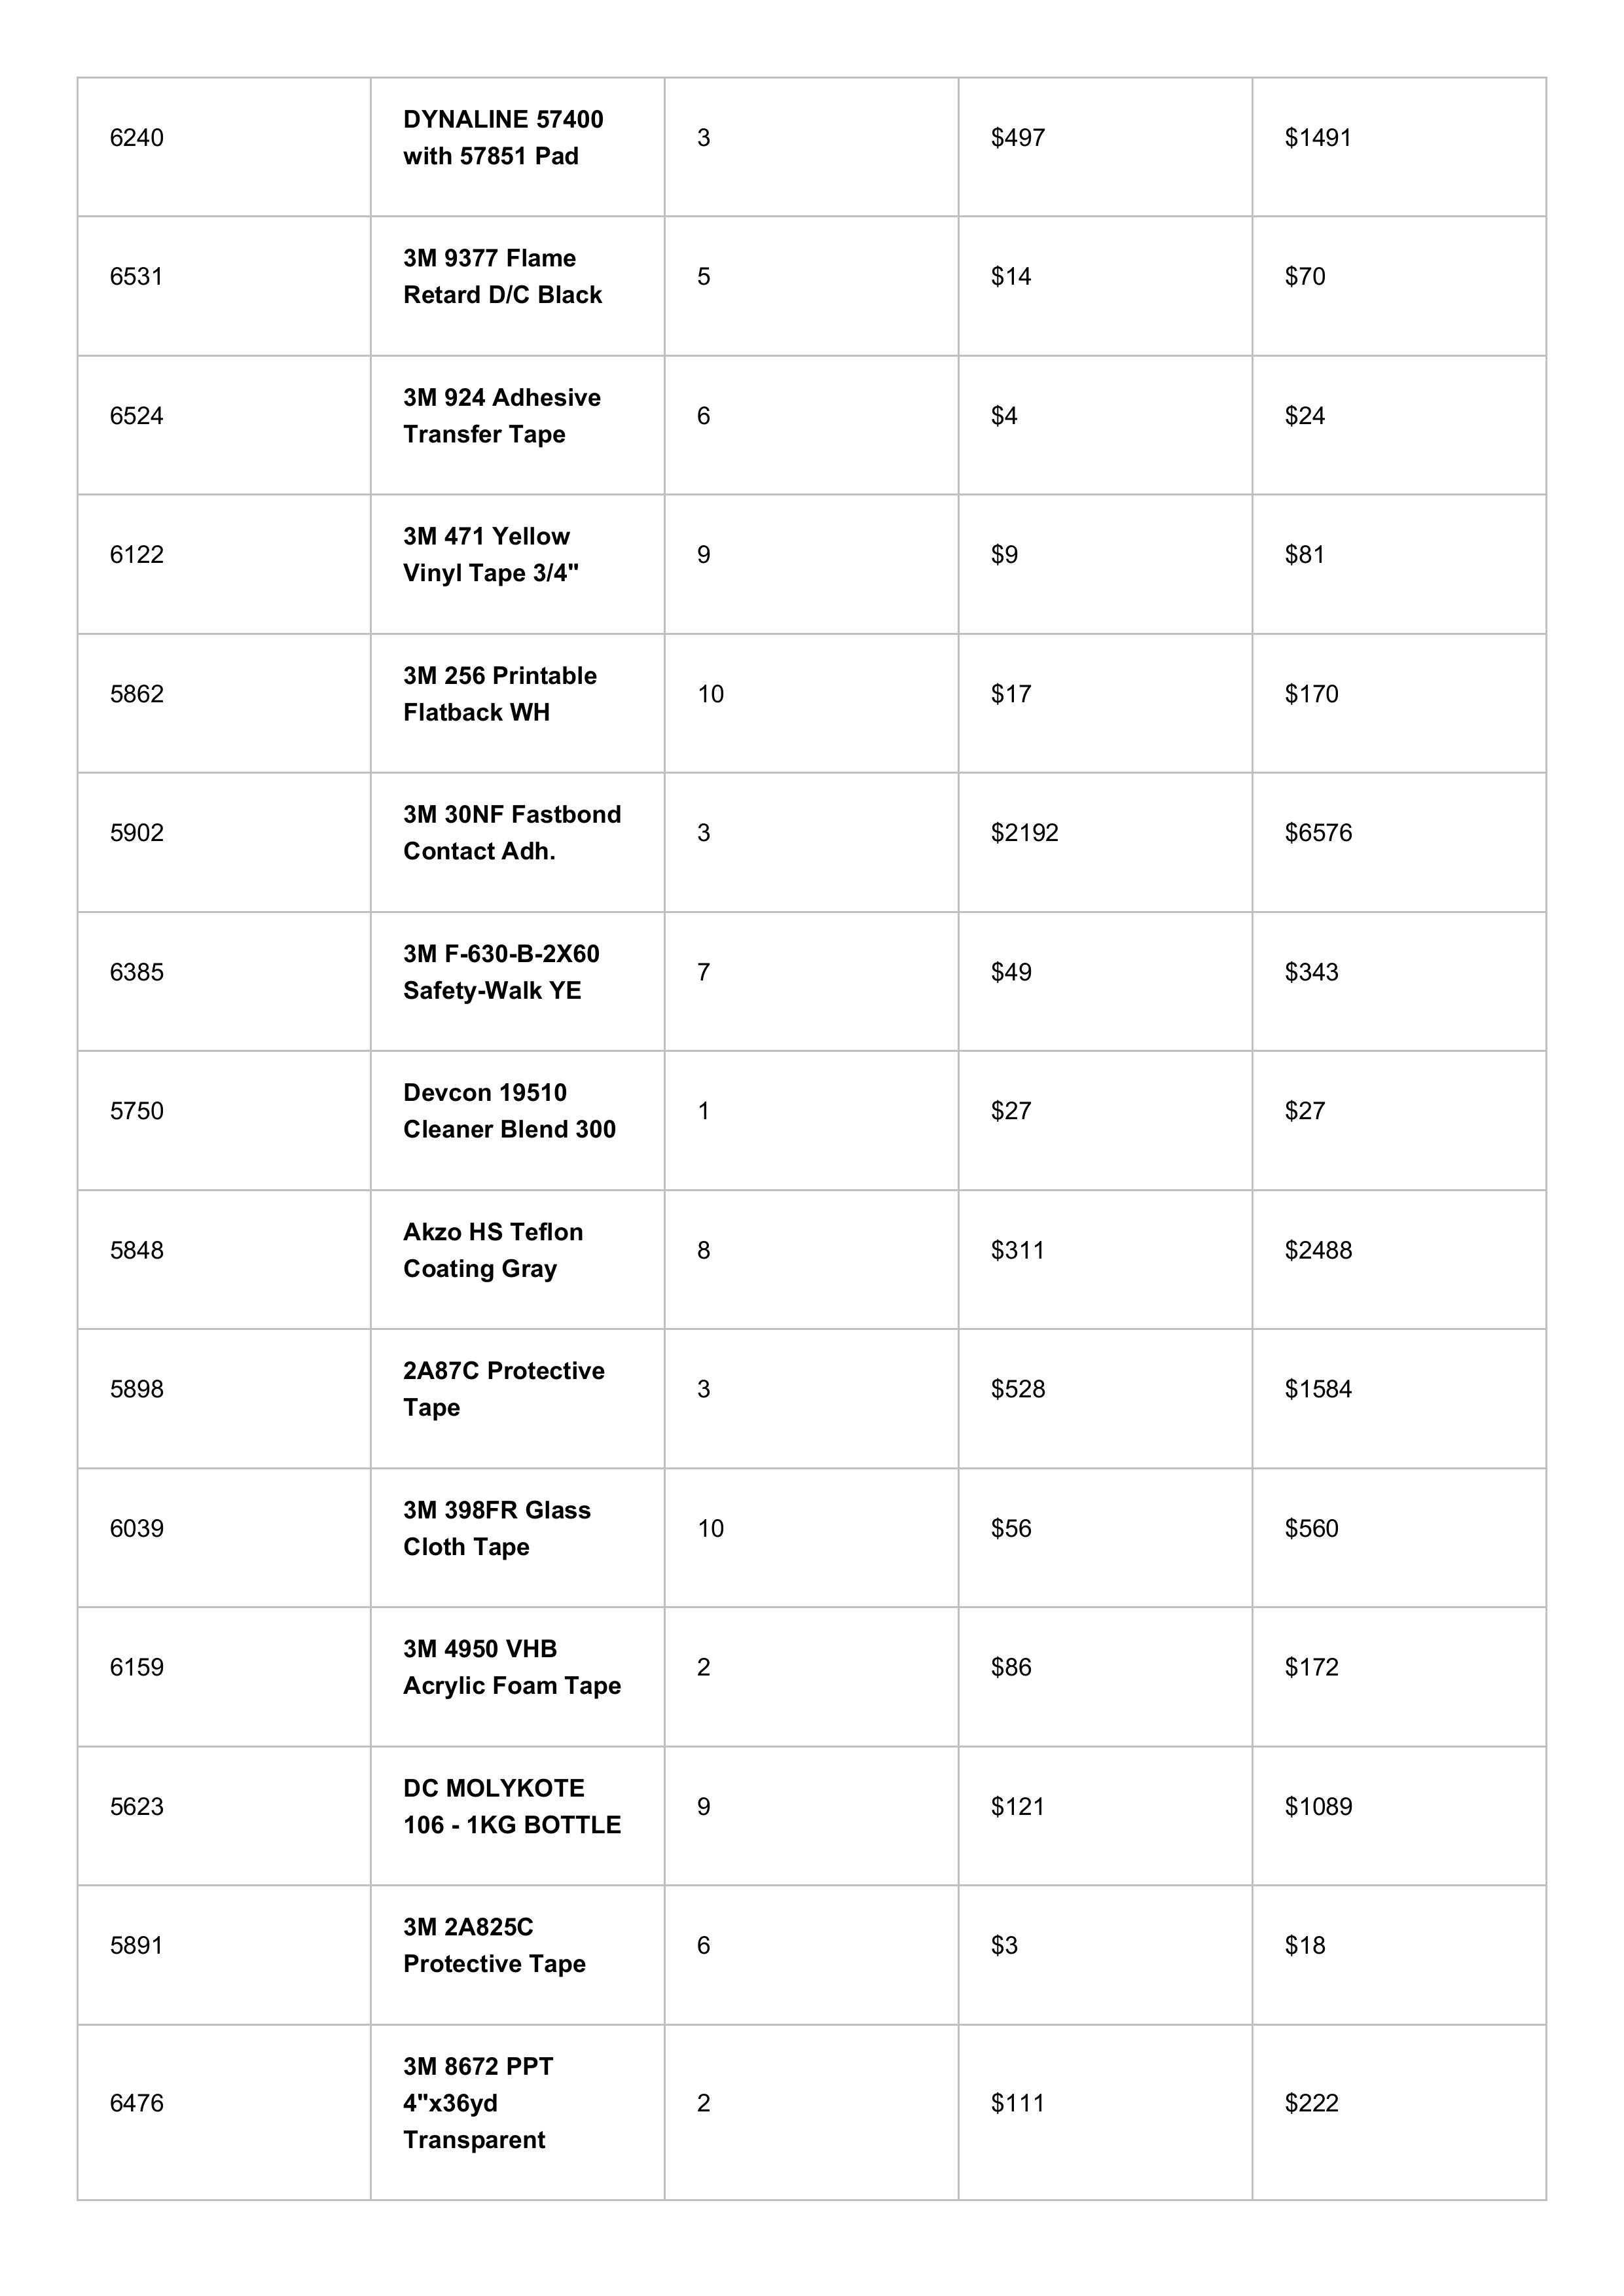 6240
DYNALINE 57400
with 57851 Pad
3
$497
$1491
6531
3M 9377 Flame
Retard D/C Black
5
$14
$70
6524
3M 924 Adhesive
Transfer Tape
6
$4
$24
6122
3M 471 Yellow
Vinyl Tape 3/4"
9
$9
$81
5862
3M 256 Printable
Flatback WH
10
$17
$170
5902
3M 30NF Fastbond
Contact Adh.
3
$2192
$6576
6385
3M F-630-B-2X60
Safety-Walk YE
7
$49
$343
5750
Devcon 19510
Cleaner Blend 300
1
$27
$27
5848
Akzo HS Teflon
Coating Gray
8
$311
$2488
5898
2A87C Protective
Tape
3
$528
$1584
6039
3M 398FR Glass
Cloth Tape
10
$56
$560
6159
3M 4950 VHB
Acrylic Foam Tape
2
$86
$172
5623
DC MOLYKOTE
106 - 1KG BOTTLE
9
$121
$1089
5891
3M 2A825C
Protective Tape
6
$3
$18
6476
3M 8672 PPT
4"x36yd
Transparent
2
$111
$222